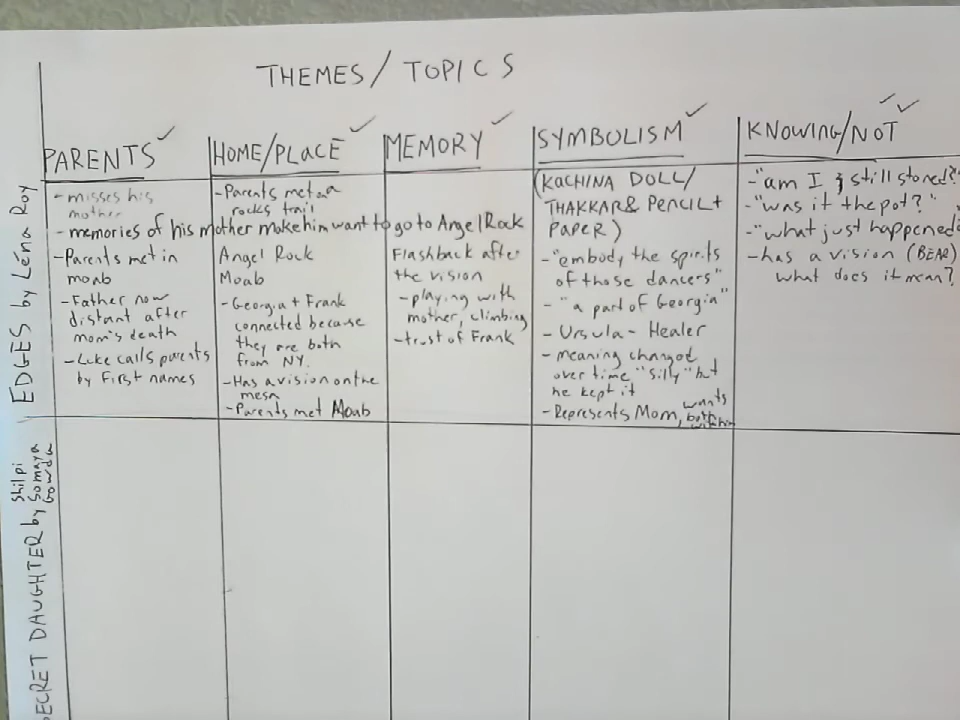 THEMES/TOPICS
PARENTS ✓
HOME/PLACE ✓
MEMORY ✓
SYMBOLISM ✓
KNOWING/NOT ✓✓
EDGES by Léna Roy
- misses his
mother
- memories of his mother make him want to go to Angel Rock
- Parents met in
moab
- Father now
distant after
mom's death
- Luke calls parents
by First names
- Parents met on a
rocks trail
Angel Rock
Moab
- Georgia + Frank
connected because
they are both
from NY.
- Has a vision on the
mesa
- Parents met Moab
Flashback after
the vision
- playing with
mother, climbing
- trust of Frank
(KACHINA DOLL/
THAKKAR & PENCIL +
PAPER)
- "embody the spirits
of those dancers"
- "a part of Georgia"
- Ursula - Healer
- meaning changed
over time "silly" but
he kept it
- Represents Mom, wants
both
- "am I still stoned?"
- "was it the pot?"
- "what just happened?"
- has a vision (BEAR)
what does it mean?
SECRET DAUGHTER by Shilpi
Somaya
Gowda